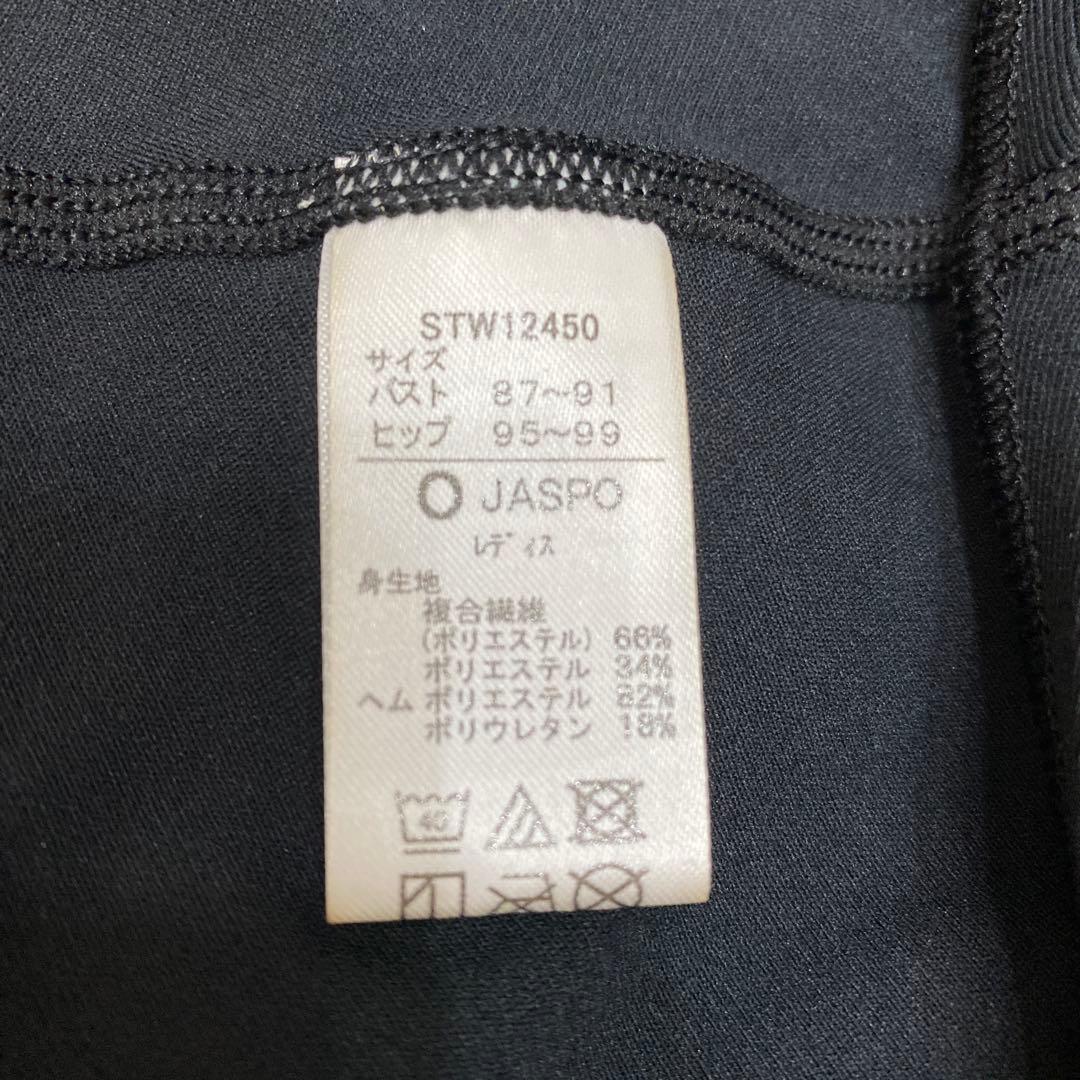 STW12450
サイズ
バスト 87~91
ヒップ 95~99
O JASPO
レディス
身生地
複合繊維
(ポリエステル) 66%
ポリエステル 34%
ヘム ポリエステル 82%
ポリウレタン 18%
40